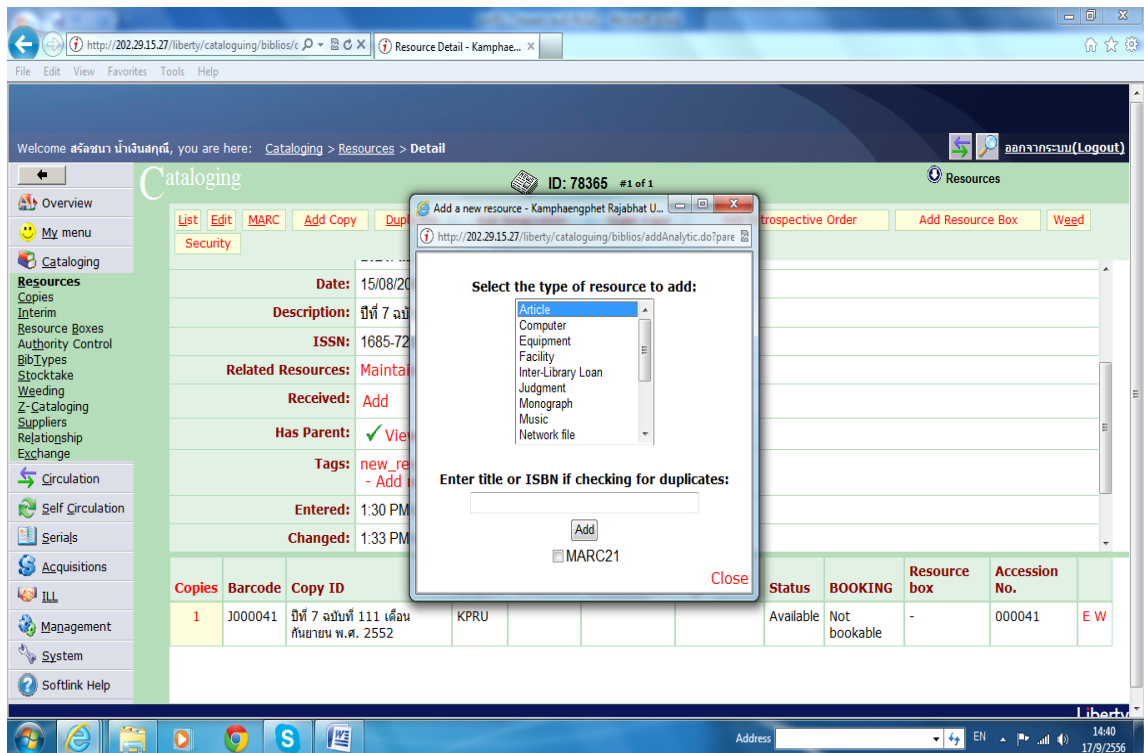 http://202.29.15.27/liberty/cataloguing/biblios/c
Resource Detail - Kamphae...
File Edit View Favorites Tools Help
Welcome สรัลชนา น้ำเงินสกุณี, you are here: Cataloging > Resources > Detail
ออกจากระบบ(Logout)
Cataloging
ID: 78365 #1 of 1
Resources
Overview
My menu
Cataloging
Resources
Copies
Interim
Resource Boxes
Authority Control
BibTypes
Stocktake
Weeding
Z-Cataloging
Suppliers
Relationship
Exchange
Circulation
Self Circulation
Serials
Acquisitions
ILL
Management
System
Softlink Help
List Edit MARC Add Copy Dupl
trospective Order Add Resource Box Weed
Security
Date: 15/08/20
Description: ปีที่ 7 ฉบั
ISSN: 1685-72
Related Resources: Maintai
Received: Add
Has Parent: View
Tags: new_re
- Add
Entered: 1:30 PM
Changed: 1:33 PM
Add a new resource - Kamphaengphet Rajabhat U...
http://202.29.15.27/liberty/cataloguing/biblios/addAnalytic.do?pare
Select the type of resource to add:
Article
Computer
Equipment
Facility
Inter-Library Loan
Judgment
Monograph
Music
Network file
Enter title or ISBN if checking for duplicates:
Add
MARC21
Close
Copies Barcode Copy ID Status BOOKING Resource box Accession No.
1 J000041 ปีที่ 7 ฉบับที่ 111 เดือน KPRU Available Not - 000041 E W
กันยายน พ.ศ. 2552 bookable
Liberty
Address
EN
14:40
17/9/2556